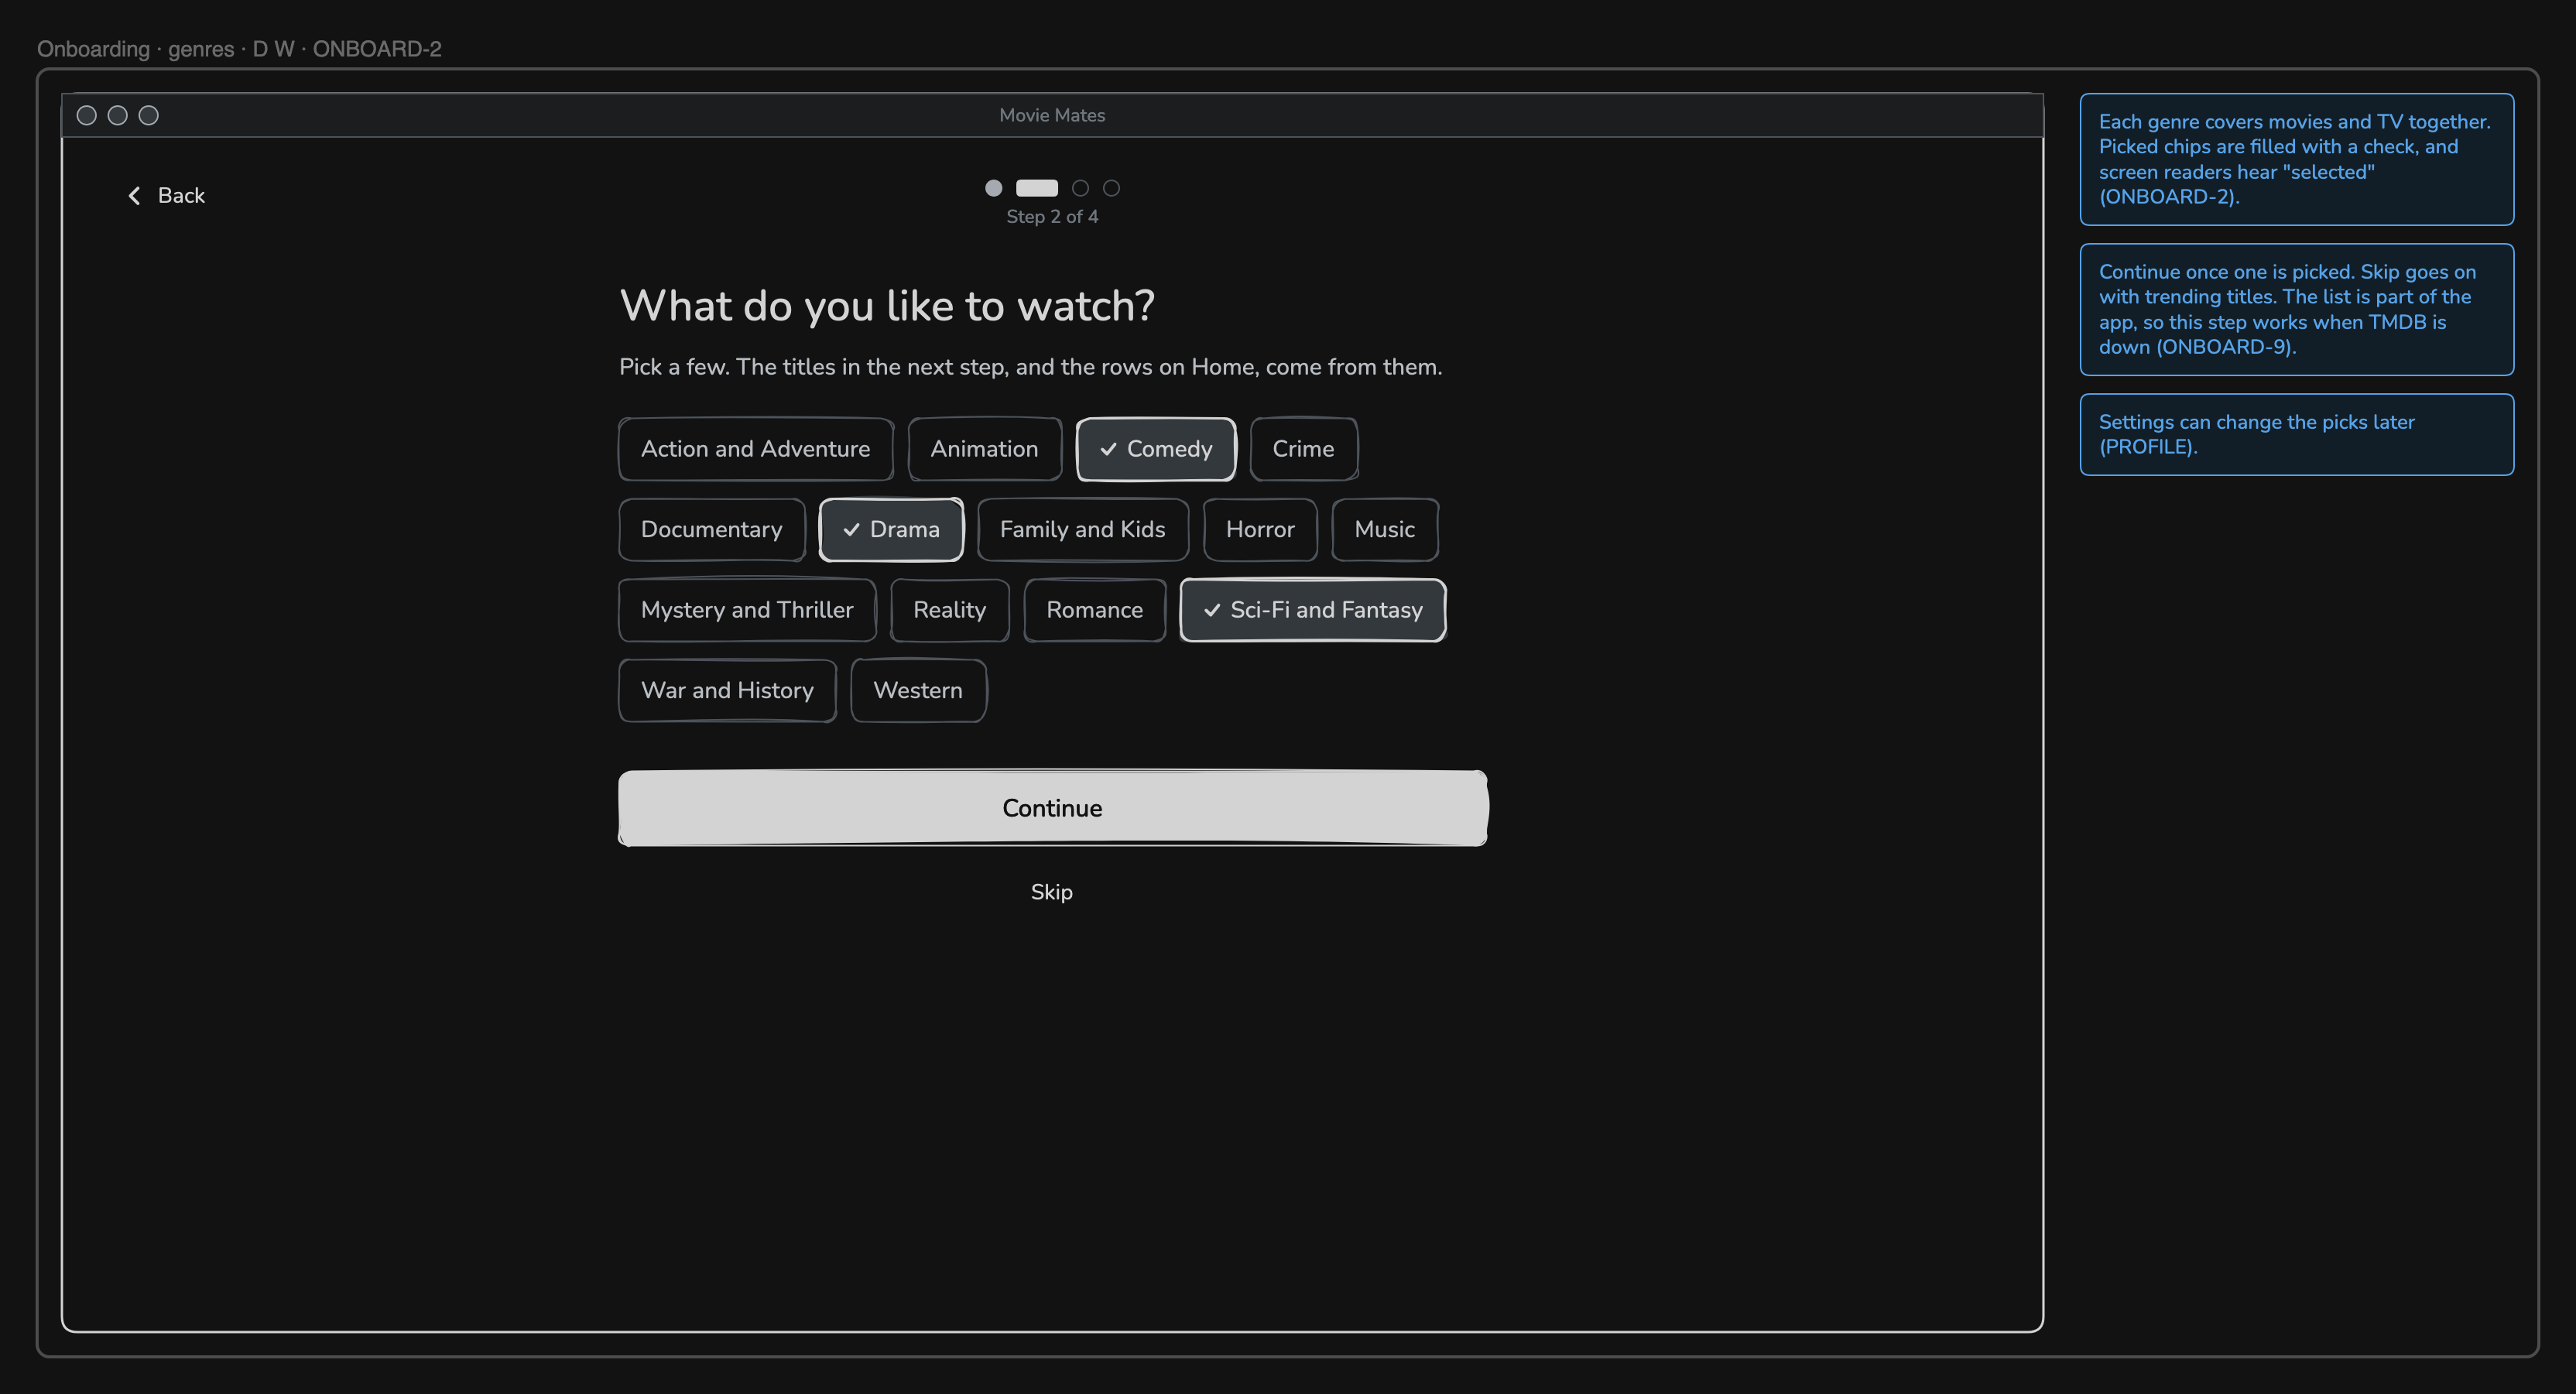 Onboarding · genres · D W · ONBOARD-2
Movie Mates
Back
Step 2 of 4
What do you like to watch?
Pick a few. The titles in the next step, and the rows on Home, come from them.
Action and Adventure
Animation
Comedy
Crime
Documentary
Drama
Family and Kids
Horror
Music
Mystery and Thriller
Reality
Romance
Sci-Fi and Fantasy
War and History
Western
Continue
Skip
Each genre covers movies and TV together.
Picked chips are filled with a check, and
screen readers hear "selected"
(ONBOARD-2).
Continue once one is picked. Skip goes on
with trending titles. The list is part of the
app, so this step works when TMDB is
down (ONBOARD-9).
Settings can change the picks later
(PROFILE).